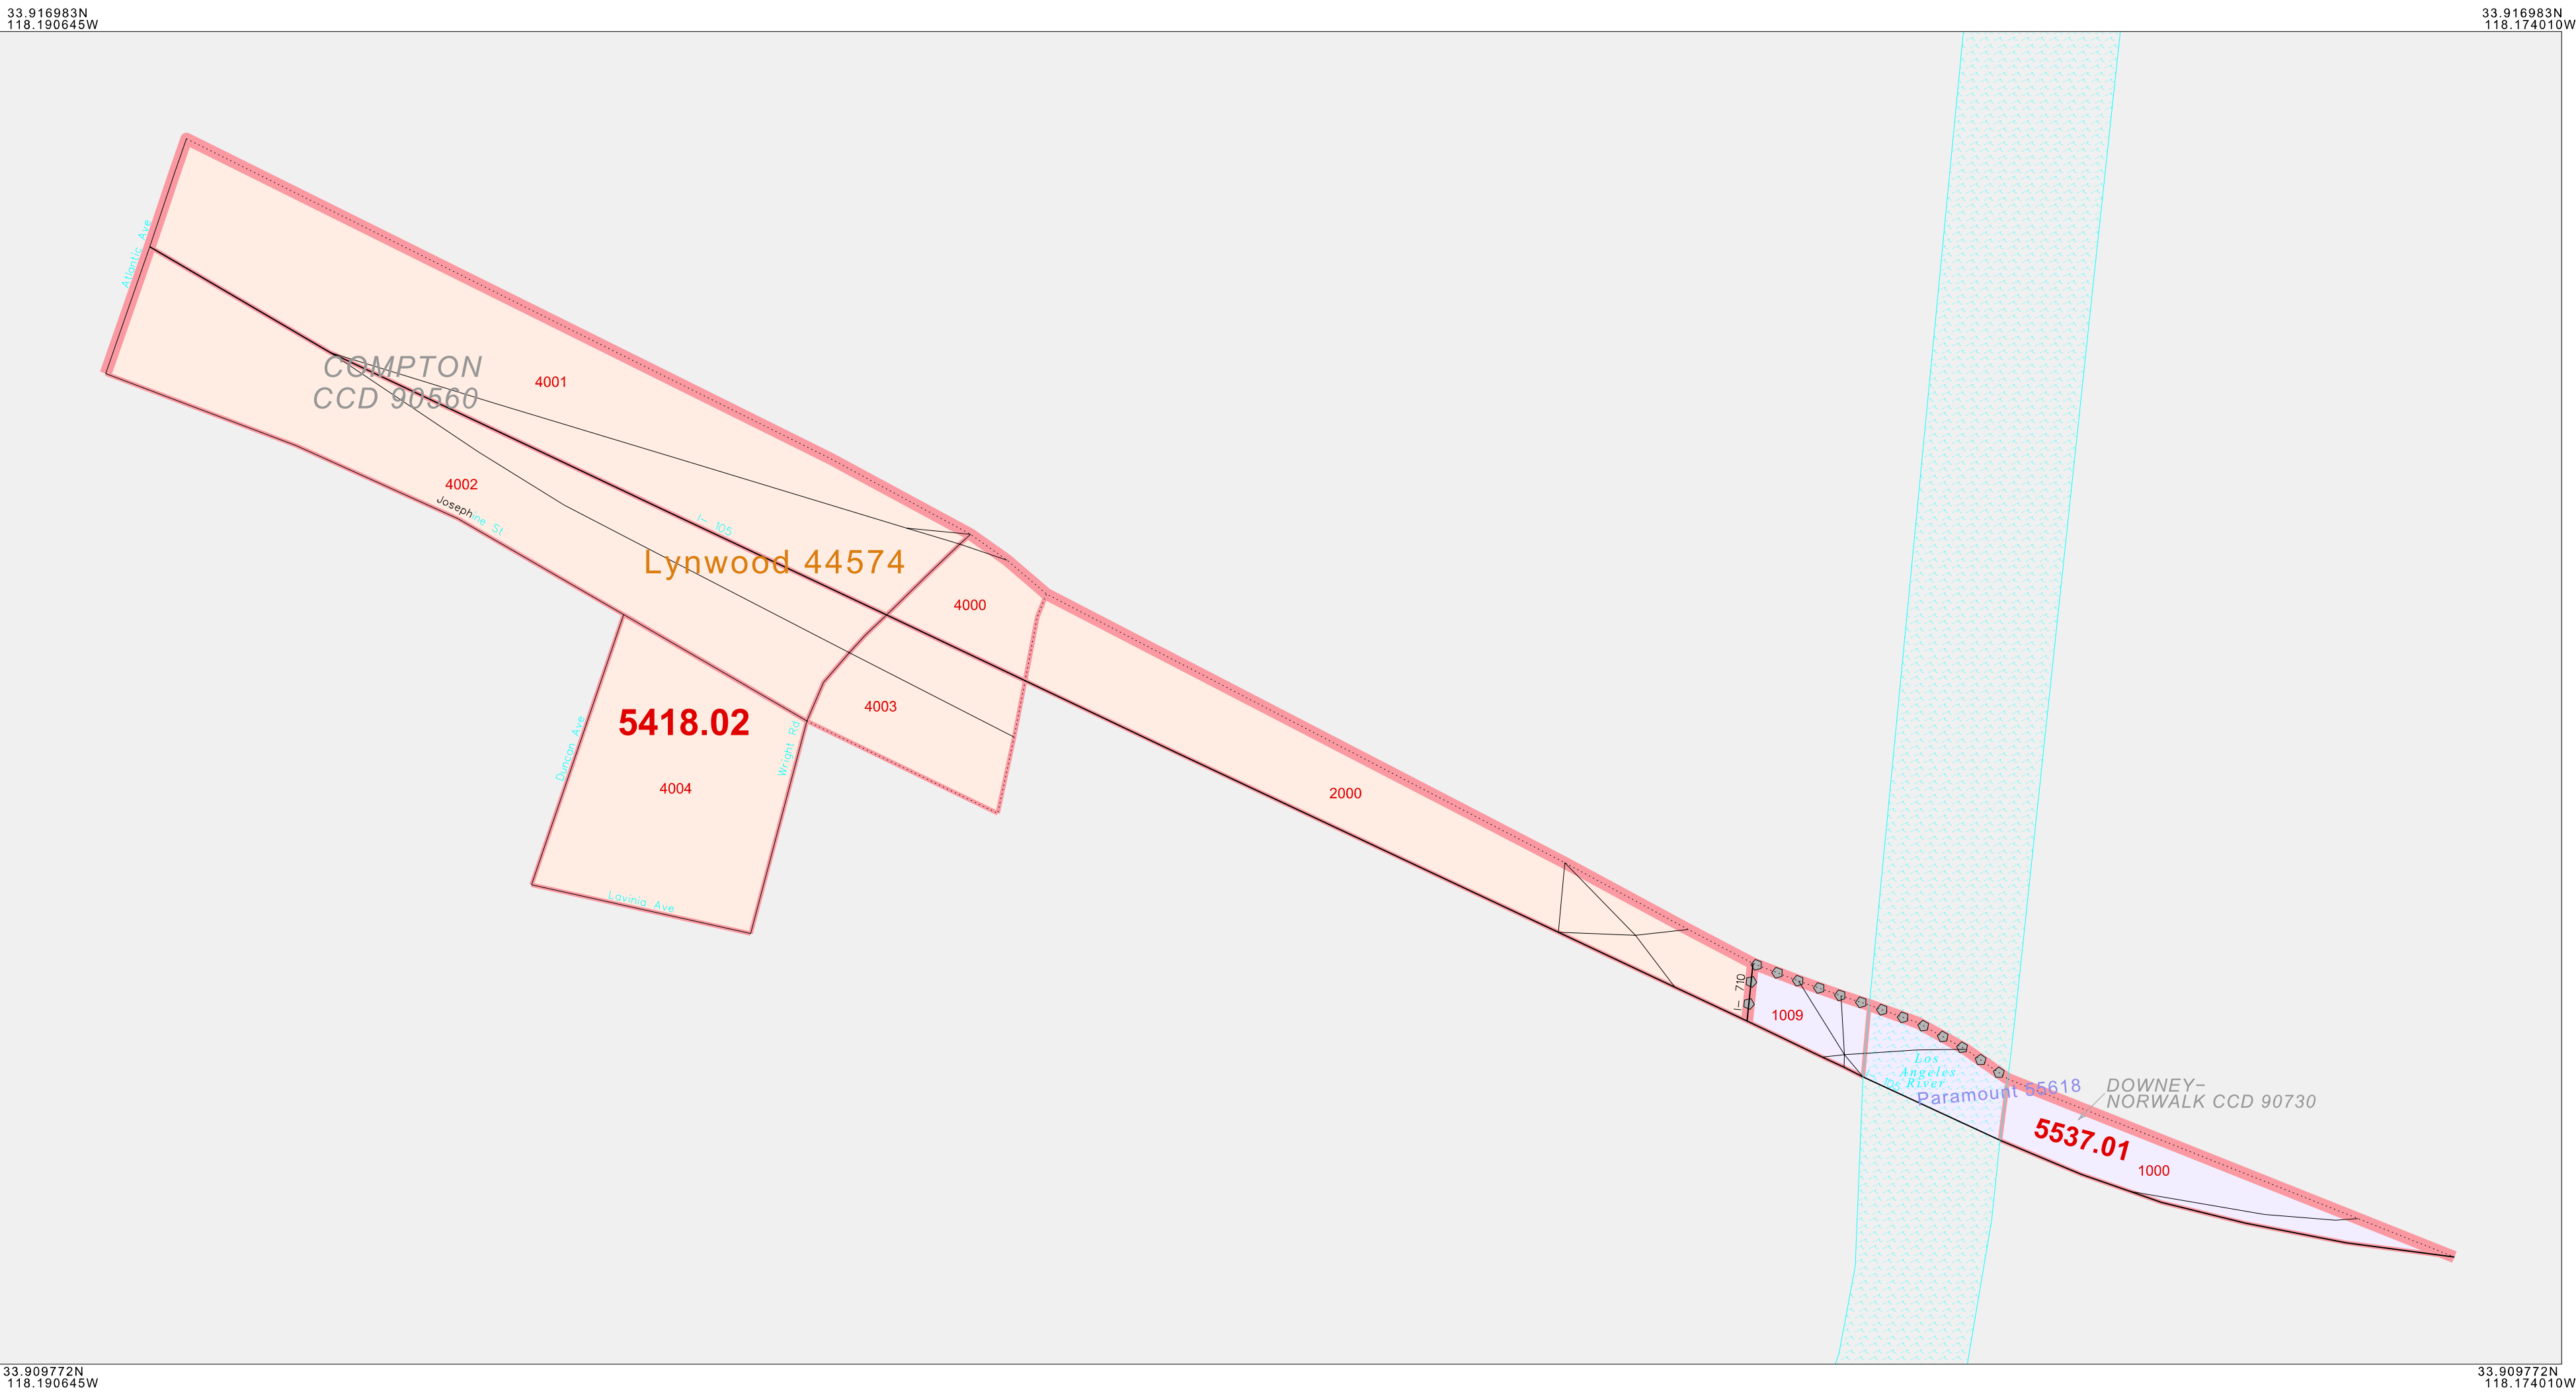 33.916983N
118.190645W
33.916983N
118.174010W
Atlantic Ave
COMPTON
CCD 90560
4001
4002
Josephine St
I- 105
Lynwood 44574
4000
4003
5418.02
Duncan Ave
Wright Rd
4004
Lavinia Ave
2000
I- 710
1009
Los
Angeles
River
Paramount 55618
DOWNEY-
NORWALK CCD 90730
5537.01
1000
33.909772N
118.190645W
33.909772N
118.174010W